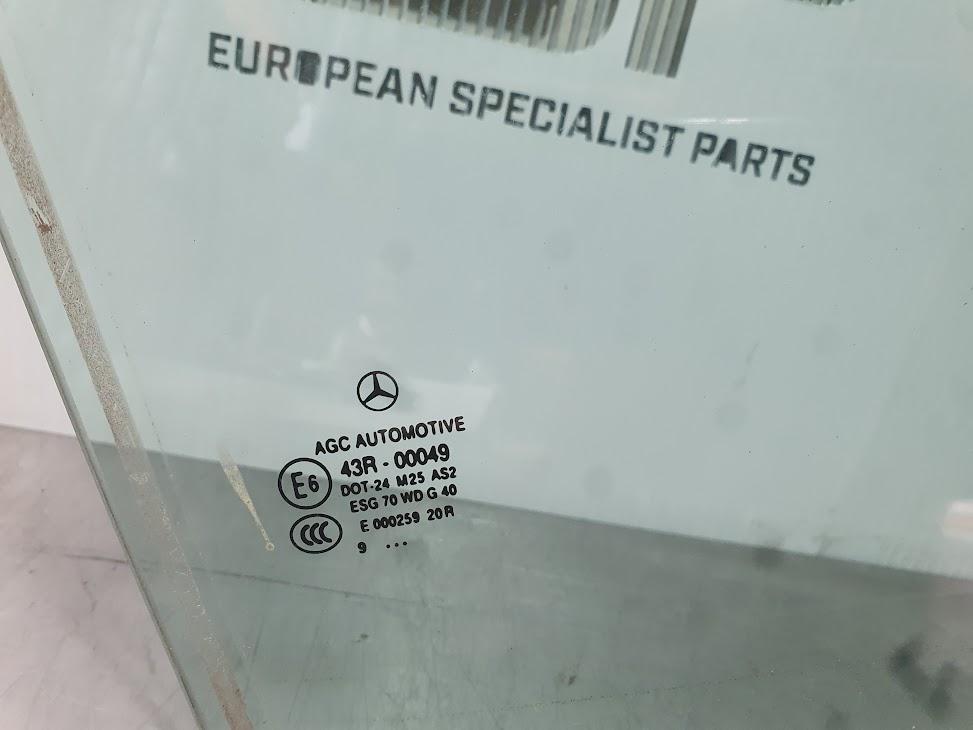 EUROPEAN SPECIALIST PARTS
AGC AUTOMOTIVE
43R - 00049
E6
DOT-24 M25 AS2
ESG 70 WD G 40
CCC
E 000259 20R
9 ...